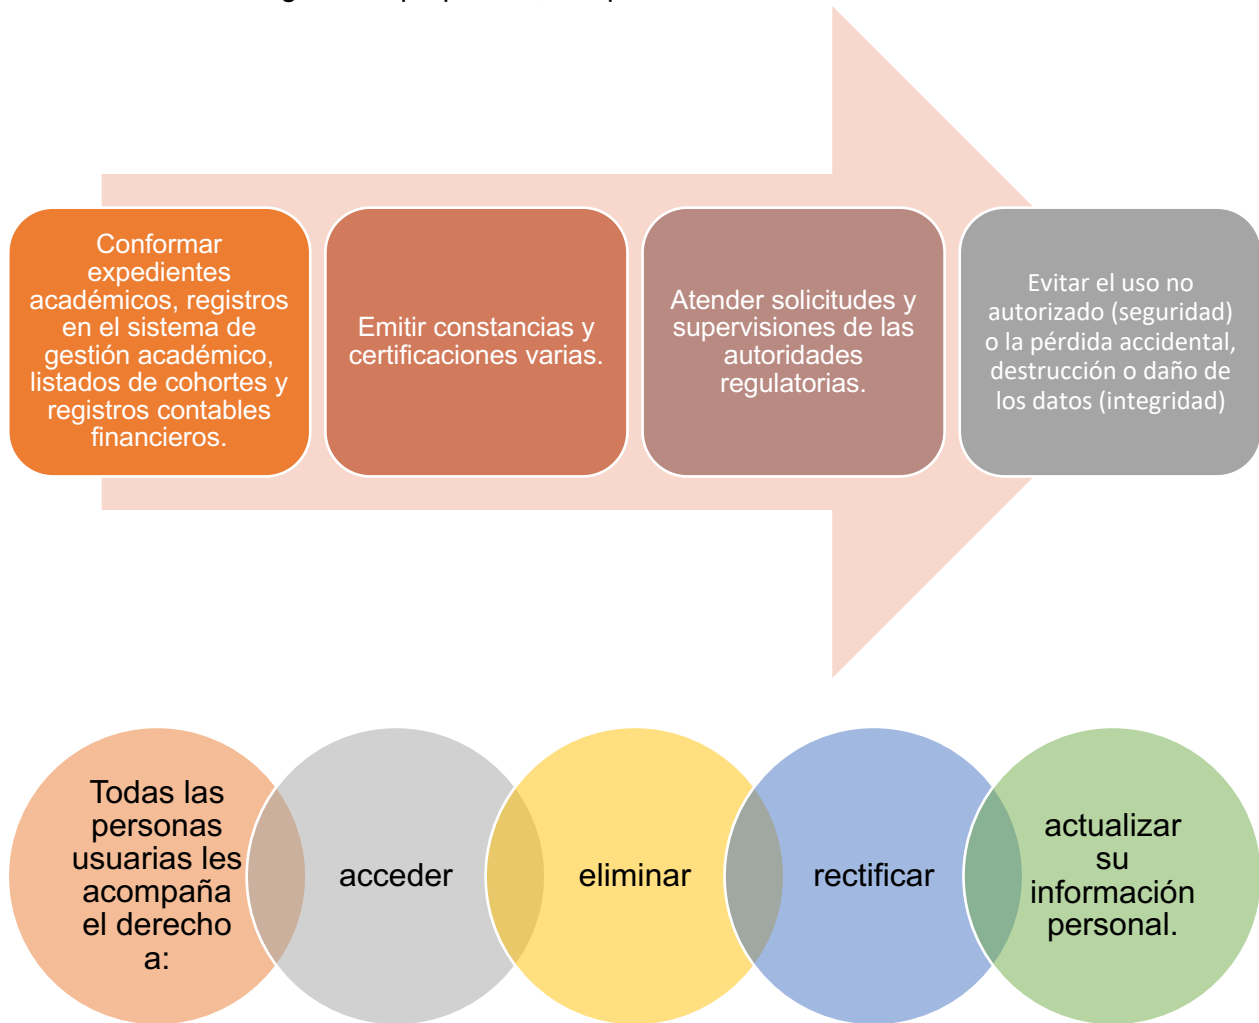 Conformar
expedientes
académicos, registros
en el sistema de
gestión académico,
listados de cohortes y
registros contables
financieros.
Emitir constancias y
certificaciones varias.
Atender solicitudes y
supervisiones de las
autoridades
regulatorias.
Evitar el uso no
autorizado (seguridad)
o la pérdida accidental,
destrucción o daño de
los datos (integridad)
Todas las
personas
usuarias les
acompaña
el derecho
a:
acceder
eliminar
rectificar
actualizar
su
información
personal.